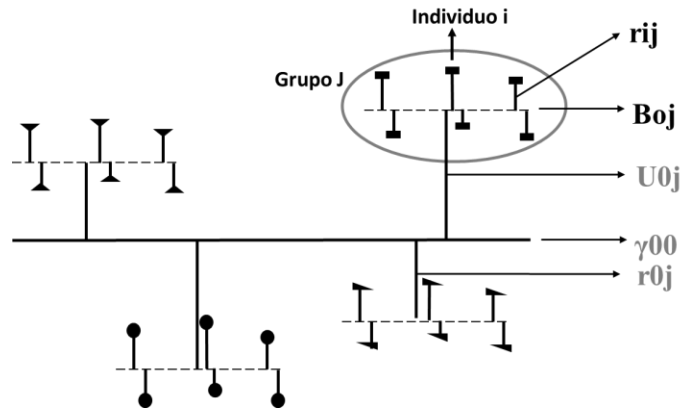 Individuo i
rij
Grupo J
Boj
U0j
γ00
r0j